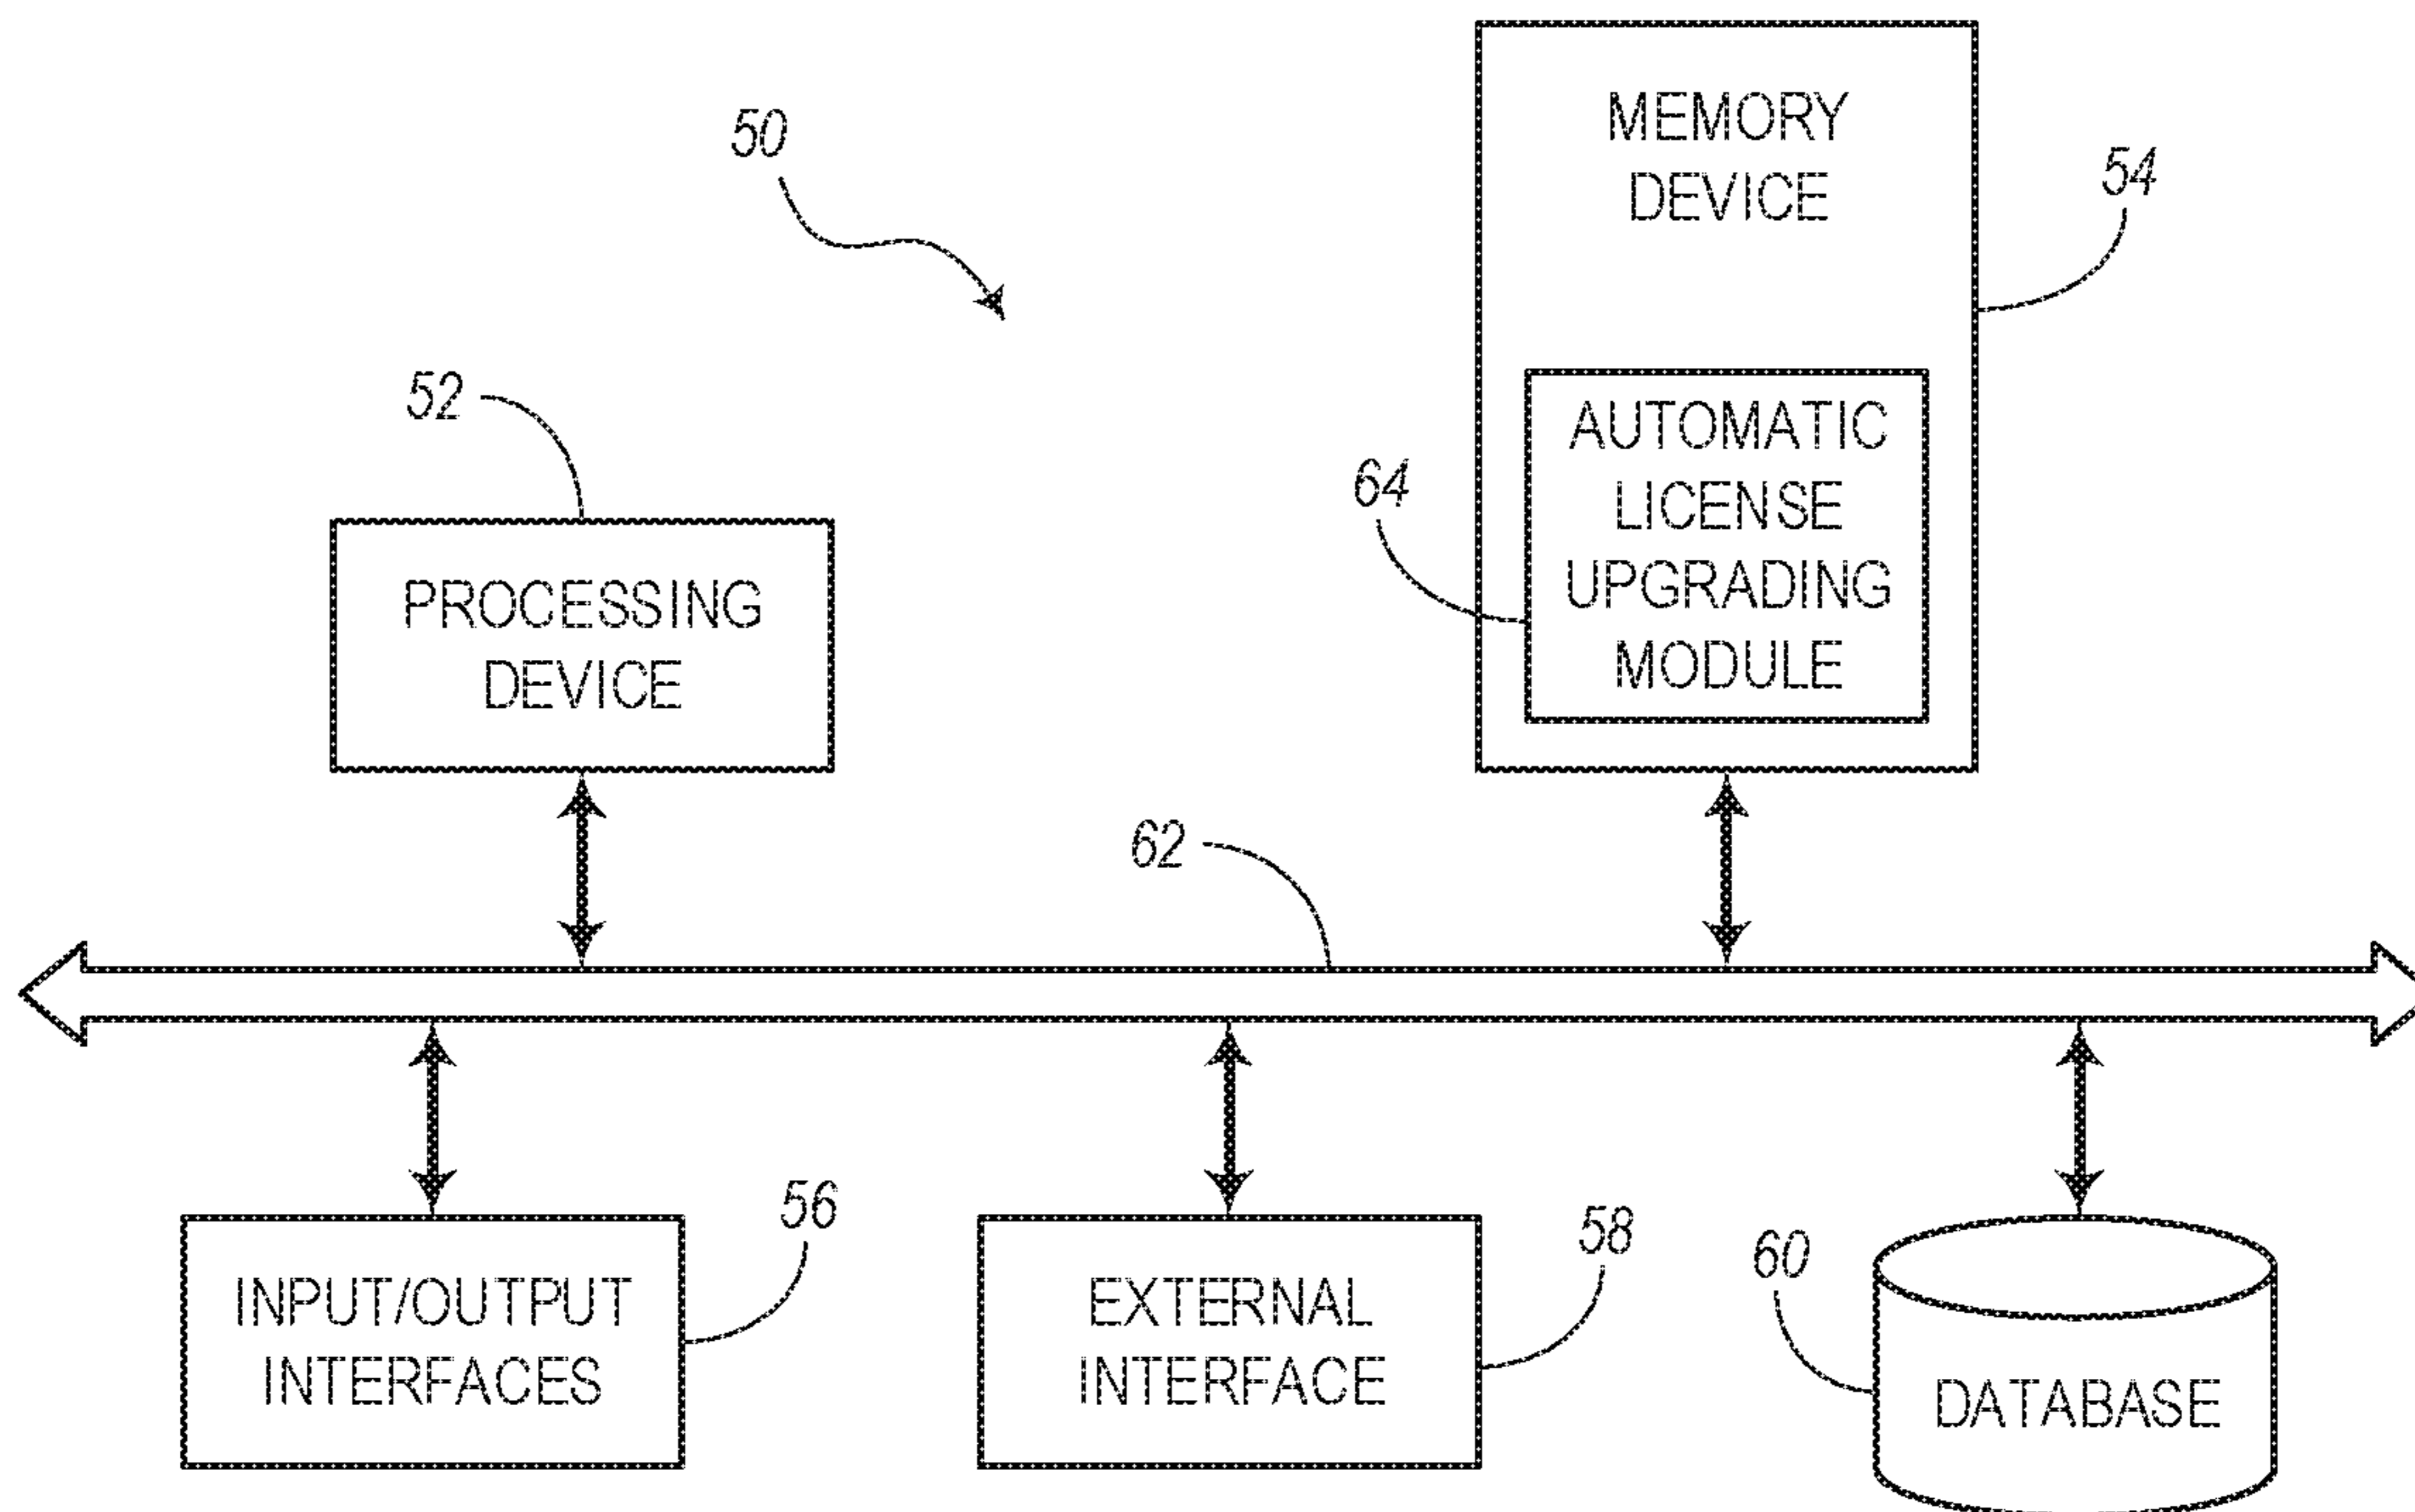 50
MEMORY
DEVICE
54
52
AUTOMATIC
LICENSE
UPGRADING
MODULE
64
PROCESSING
DEVICE
62
56
INPUT/OUTPUT
INTERFACES
58
EXTERNAL
INTERFACE
60
DATABASE